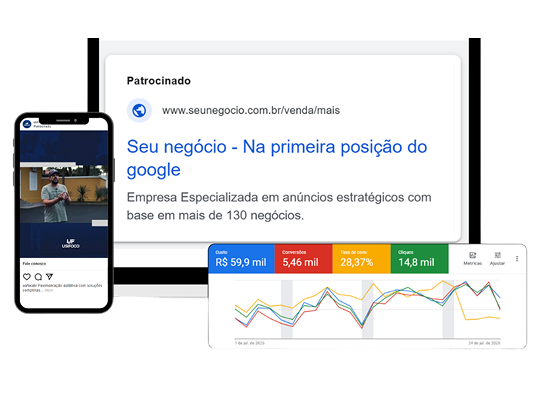 Patrocinado
www.seunegocio.com.br/venda/mais
Seu negócio - Na primeira posição do
google
Empresa Especializada em anúncios estratégicos com
base em mais de 130 negócios.
Patrocinado
UF
USIFOCO
Fale conosco
Custo
R$ 59,9 mil
Conversões
5,46 mil
Taxa de conv.
28,37%
Cliques
14,8 mil
Métricas
Ajustar
1 de jul. de 2025
24 de jul. de 2025